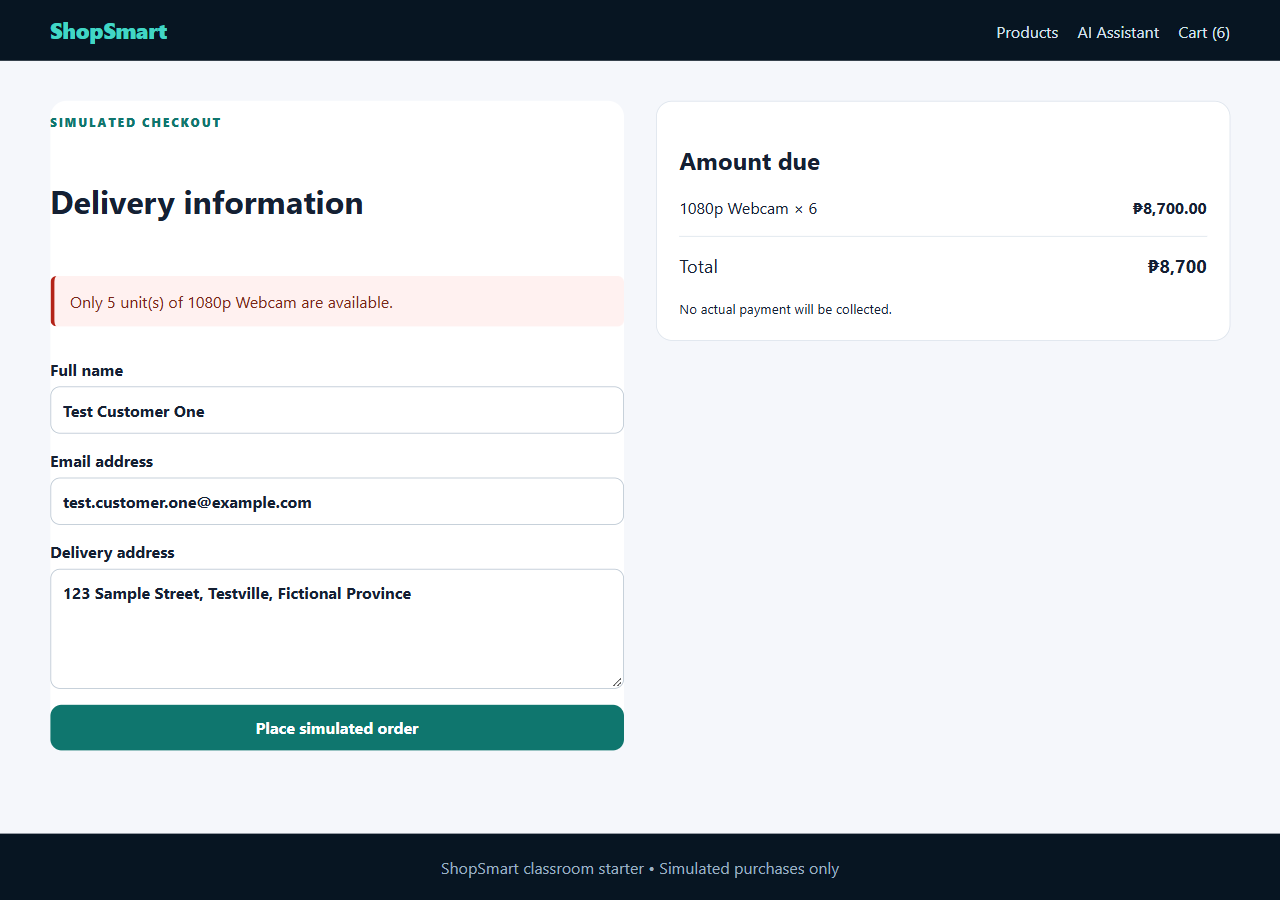 ShopSmart
Products AI Assistant Cart (6)
SIMULATED CHECKOUT
Delivery information
Only 5 unit(s) of 1080p Webcam are available.
Full name
Test Customer One
Email address
test.customer.one@example.com
Delivery address
123 Sample Street, Testville, Fictional Province
Place simulated order
Amount due
1080p Webcam × 6 ₱8,700.00
Total ₱8,700
No actual payment will be collected.
ShopSmart classroom starter • Simulated purchases only